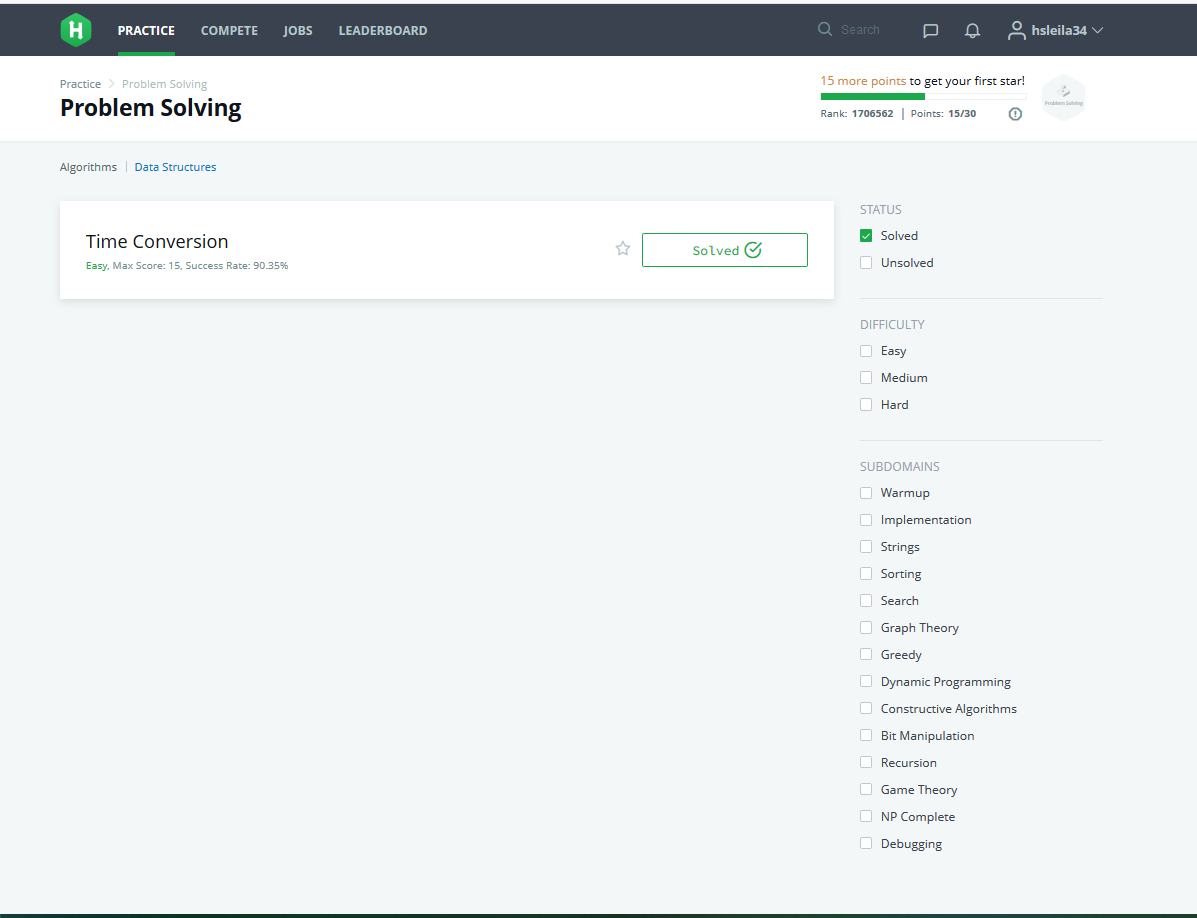 H PRACTICE COMPETE JOBS LEADERBOARD Search hsleila34
Practice Problem Solving
Problem Solving
15 more points to get your first star!
Rank: 1706562 | Points: 15/30
Problem Solving
Algorithms | Data Structures
Time Conversion
Easy, Max Score: 15, Success Rate: 90.35%
Solved
STATUS
Solved
Unsolved
DIFFICULTY
Easy
Medium
Hard
SUBDOMAINS
Warmup
Implementation
Strings
Sorting
Search
Graph Theory
Greedy
Dynamic Programming
Constructive Algorithms
Bit Manipulation
Recursion
Game Theory
NP Complete
Debugging